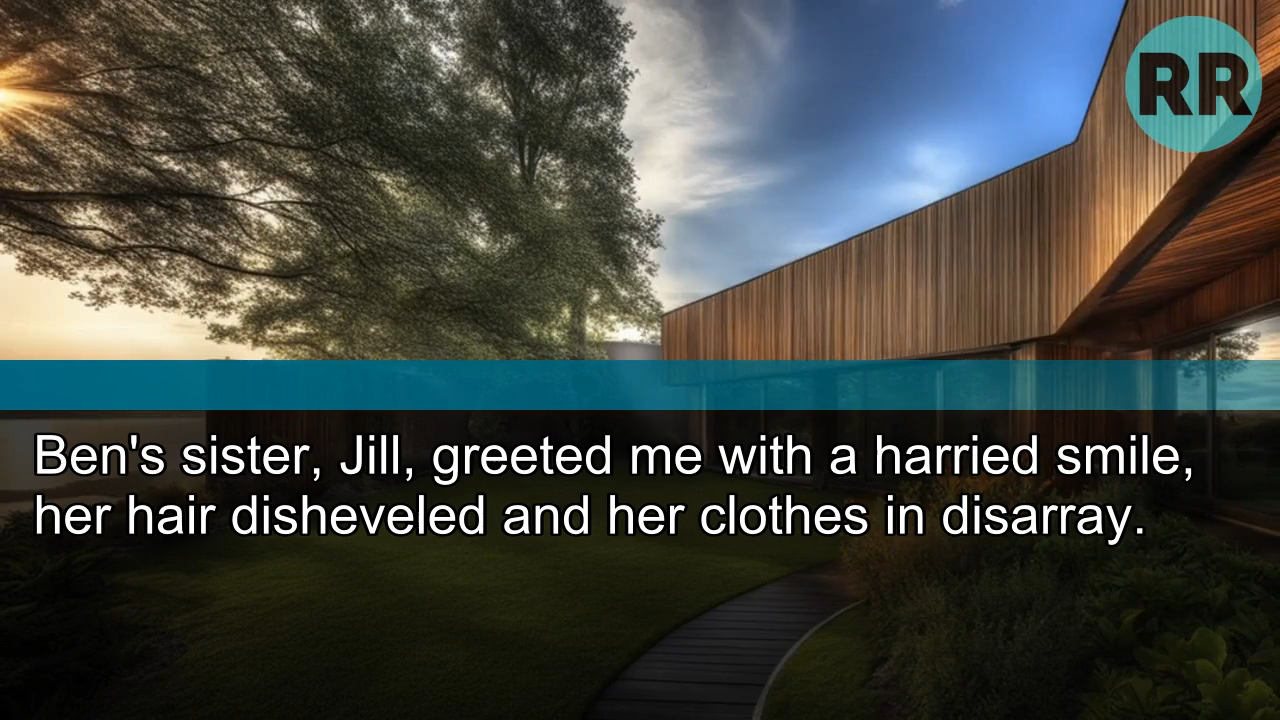 RR
Ben's sister, Jill, greeted me with a harried smile,
her hair disheveled and her clothes in disarray.